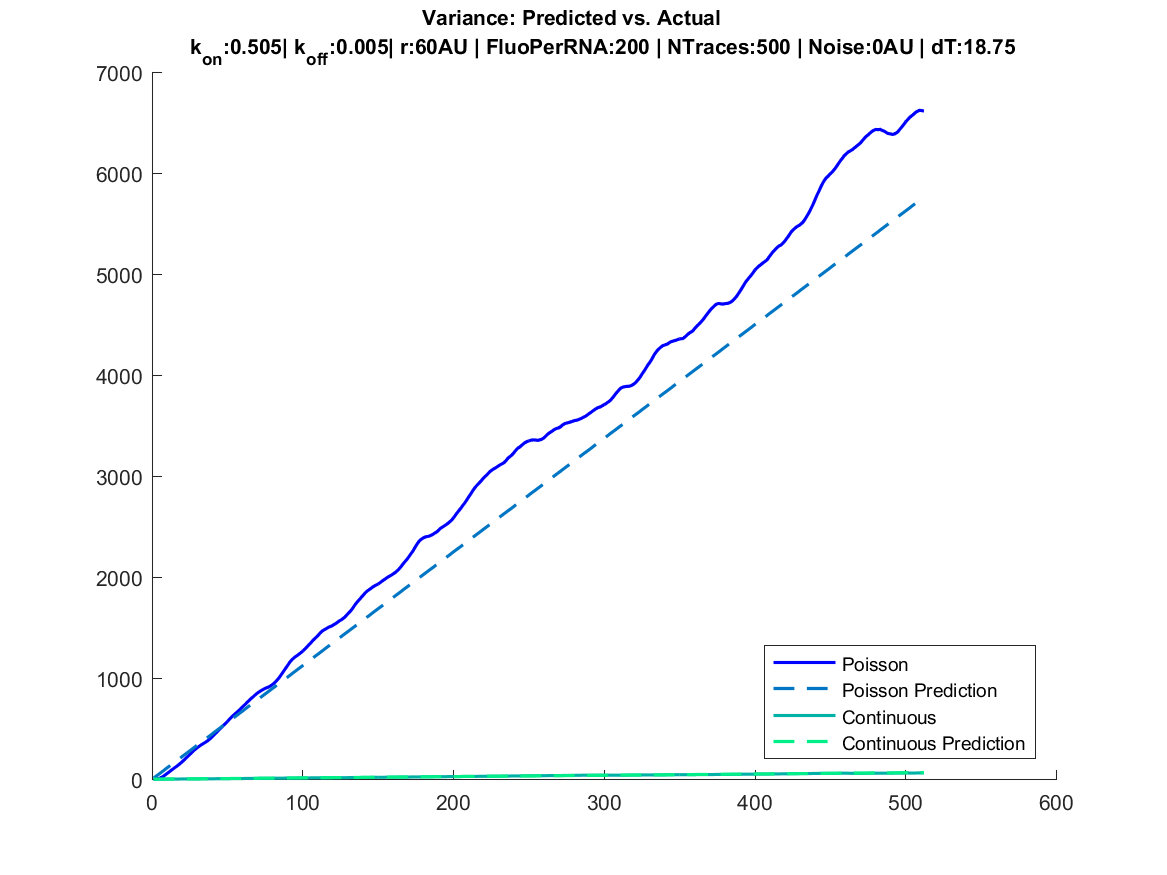 Variance: Predicted vs. Actual
kon:0.505| koff:0.005| r:60AU | FluoPerRNA:200 | NTraces:500 | Noise:0AU | dT:18.75
7000
6000
5000
4000
3000
2000
1000
0
Poisson
Poisson Prediction
Continuous
Continuous Prediction
0 100 200 300 400 500 600